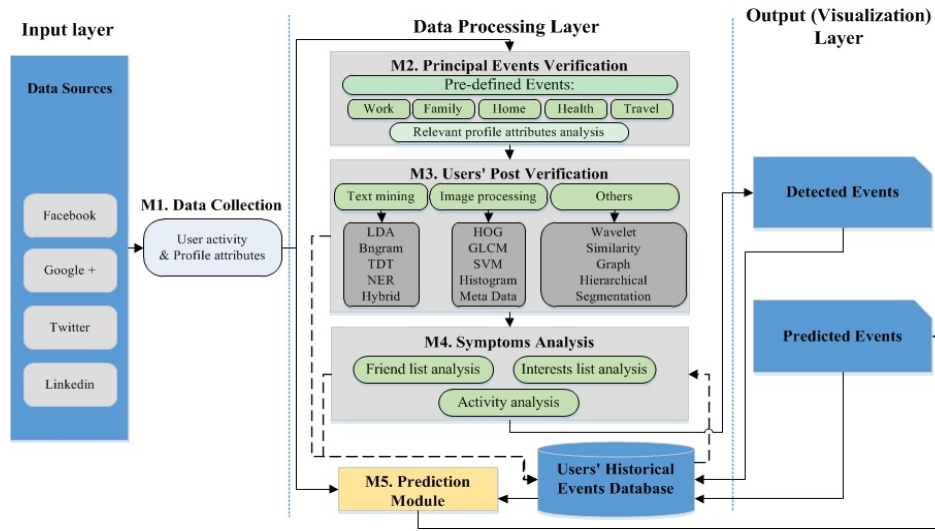 Input layer
Data Sources
Facebook
Google +
Twitter
Linkedin
M1. Data Collection
User activity
& Profile attributes
Data Processing Layer
M2. Principal Events Verification
Pre-defined Events:
Work
Family
Home
Health
Travel
Relevant profile attributes analysis
M3. Users' Post Verification
Text mining
Image processing
Others
LDA
Bngram
TDT
NER
Hybrid
HOG
GLCM
SVM
Histogram
Meta Data
Wavelet
Similarity
Graph
Hierarchical
Segmentation
M4. Symptoms Analysis
Friend list analysis
Interests list analysis
Activity analysis
M5. Prediction
Module
Users' Historical
Events Database
Output (Visualization)
Layer
Detected Events
Predicted Events